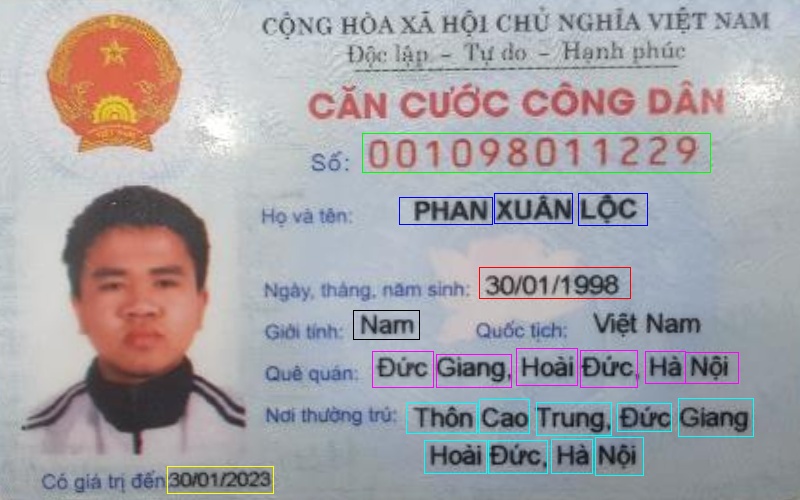 CỘNG HÒA XÃ HỘI CHỦ NGHĨA VIỆT NAM
Độc lập - Tự do - Hạnh phúc
CĂN CƯỚC CÔNG DÂN
Số: 001098011229
Họ và tên: PHAN XUÂN LỘC
Ngày, tháng, năm sinh: 30/01/1998
Giới tính: Nam Quốc tịch: Việt Nam
Quê quán: Đức Giang, Hoài Đức, Hà Nội
Nơi thường trú: Thôn Cao Trung, Đức Giang
Hoài Đức, Hà Nội
Có giá trị đến 30/01/2023